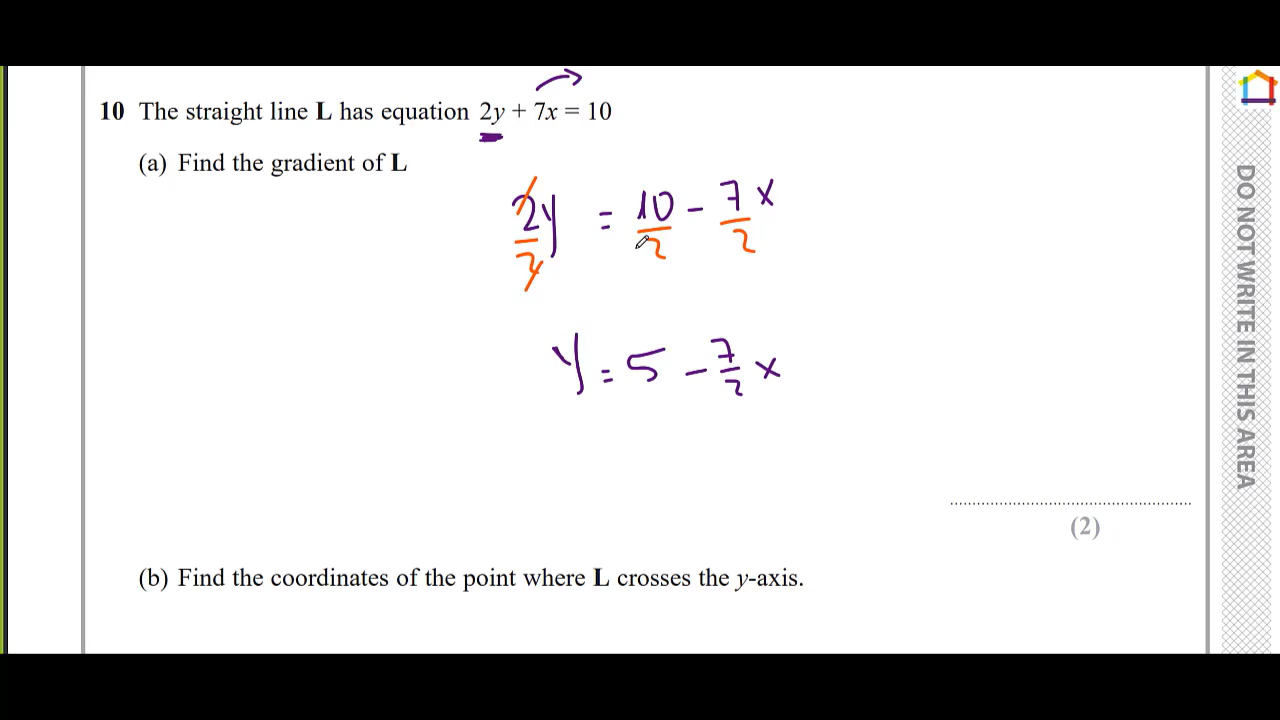 10 The straight line L has equation 2y + 7x = 10
(a) Find the gradient of L
2y/2 = 10/2 - 7/2 x
y = 5 - 7/2 x
(2)
(b) Find the coordinates of the point where L crosses the y-axis.
DO NOT WRITE IN THIS AREA